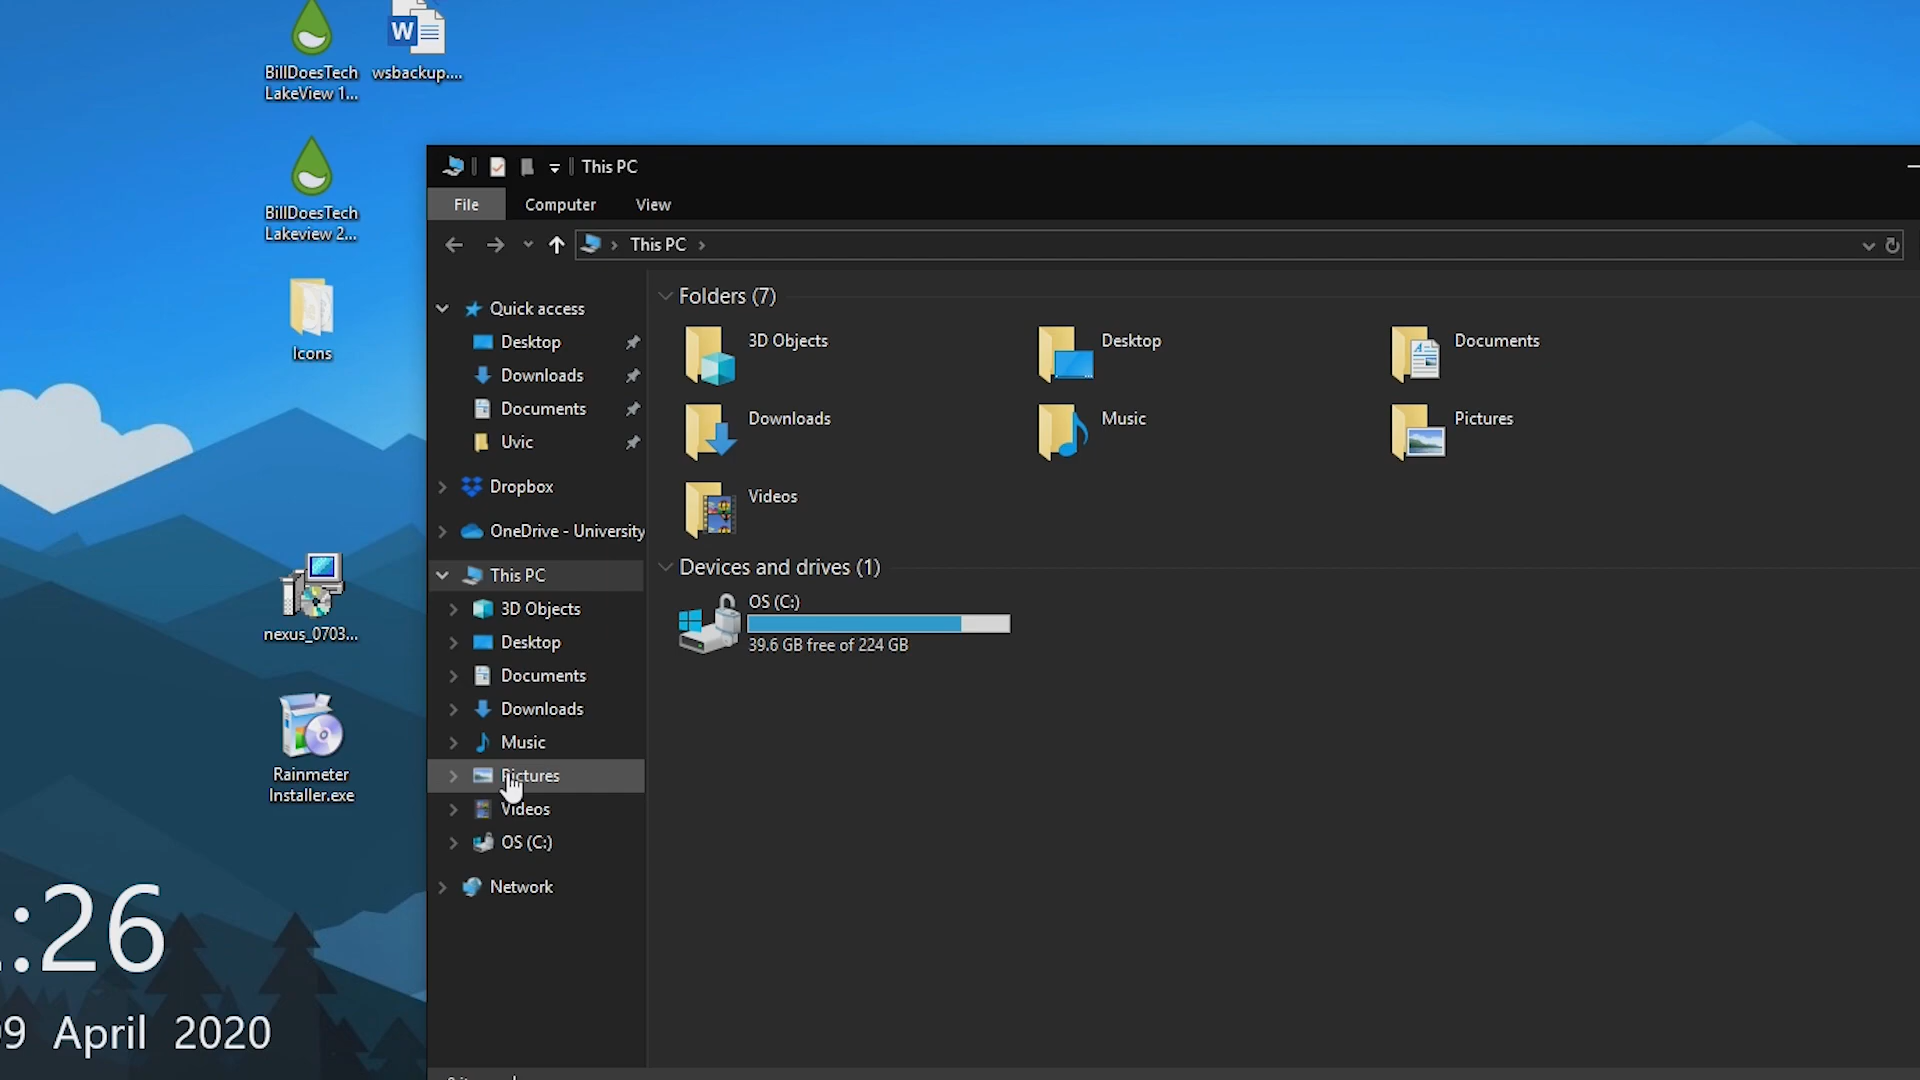 BillDoesTech
LakeView 1...
wsbackup....
BillDoesTech
Lakeview 2...
Icons
nexus_0703...
Rainmeter
Installer.exe
:26
9 April 2020
This PC
File Computer View
This PC
Quick access
Desktop
Downloads
Documents
Uvic
Dropbox
OneDrive - University
This PC
3D Objects
Desktop
Documents
Downloads
Music
Pictures
Videos
OS (C:)
Network
Folders (7)
3D Objects
Desktop
Documents
Downloads
Music
Pictures
Videos
Devices and drives (1)
OS (C:)
39.6 GB free of 224 GB